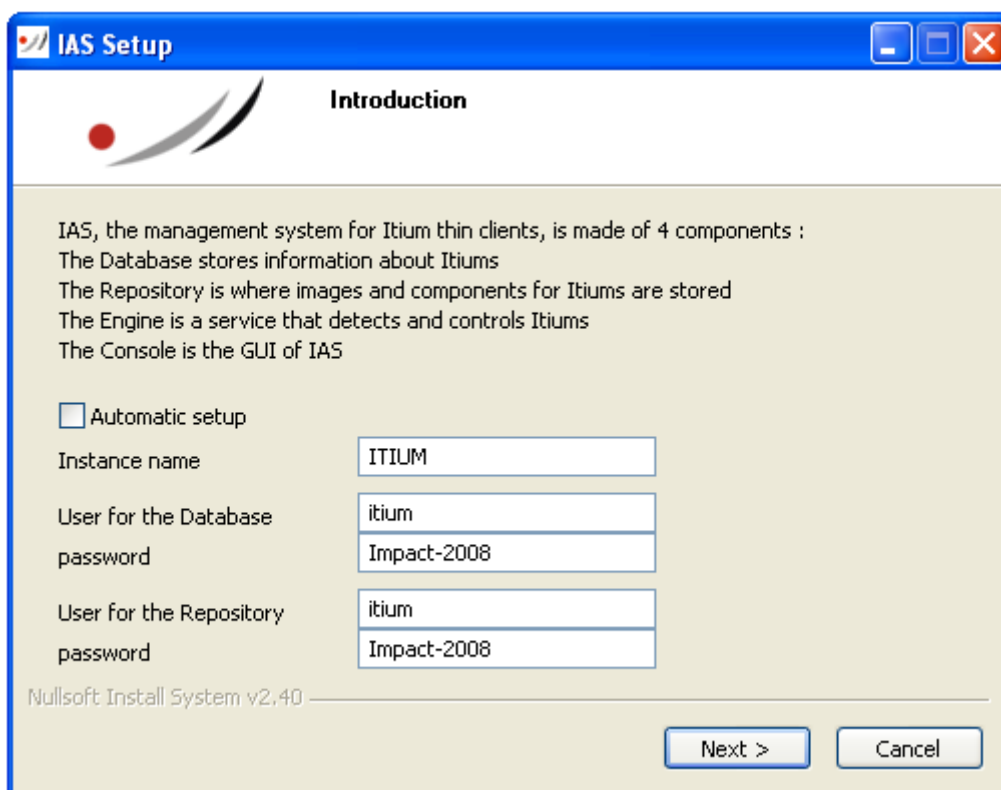 IAS Setup
Introduction
IAS, the management system for Itium thin clients, is made of 4 components :
The Database stores information about Itiums
The Repository is where images and components for Itiums are stored
The Engine is a service that detects and controls Itiums
The Console is the GUI of IAS
Automatic setup
Instance name ITIUM
User for the Database itium
password Impact-2008
User for the Repository itium
password Impact-2008
Nullsoft Install System v2.40
Next > Cancel